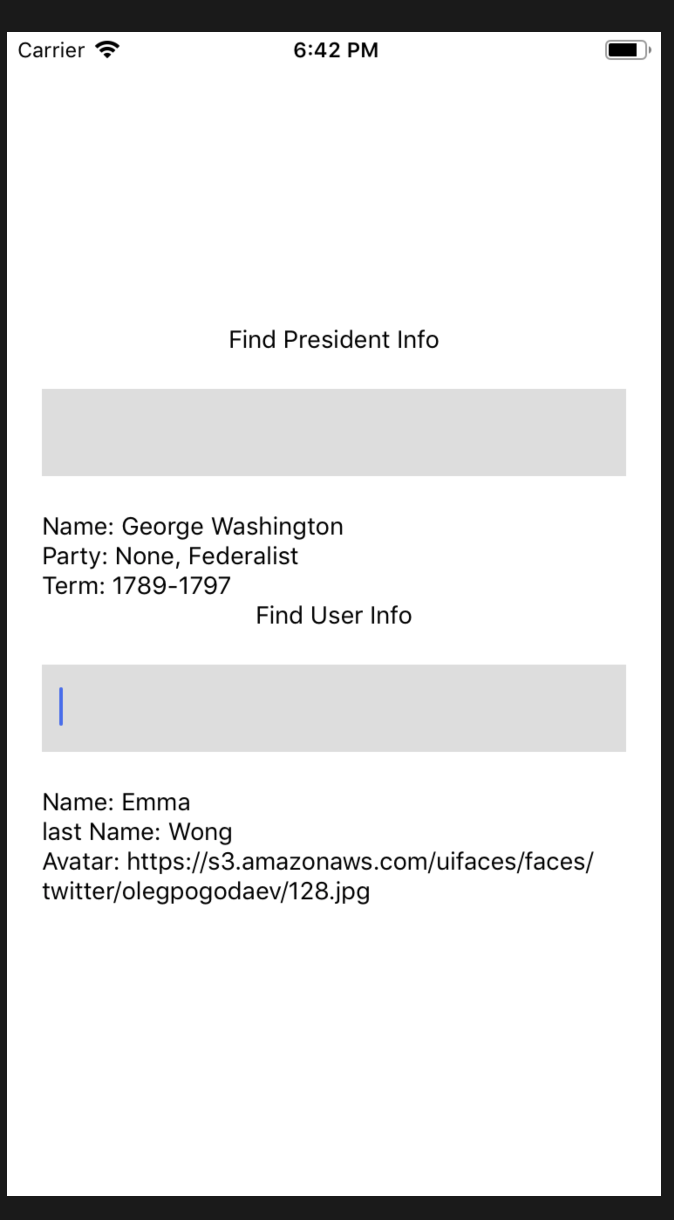 Carrier 6:42 PM
Find President Info
Name: George Washington
Party: None, Federalist
Term: 1789-1797
Find User Info
Name: Emma
last Name: Wong
Avatar: https://s3.amazonaws.com/uifaces/faces/
twitter/olegpogodaev/128.jpg